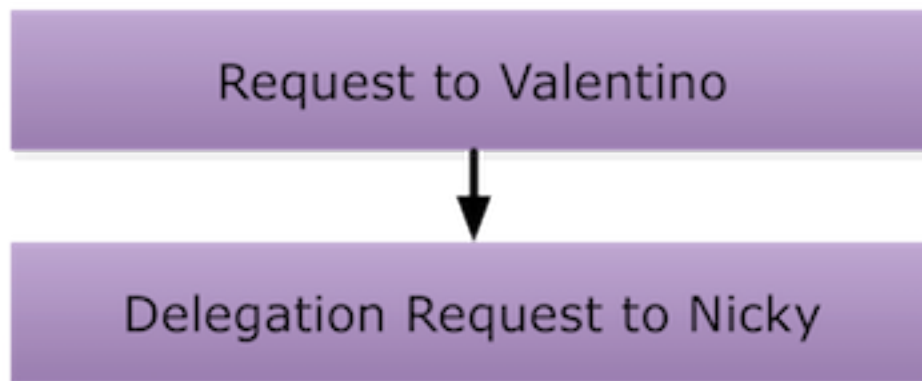 Request to Valentino
Delegation Request to Nicky